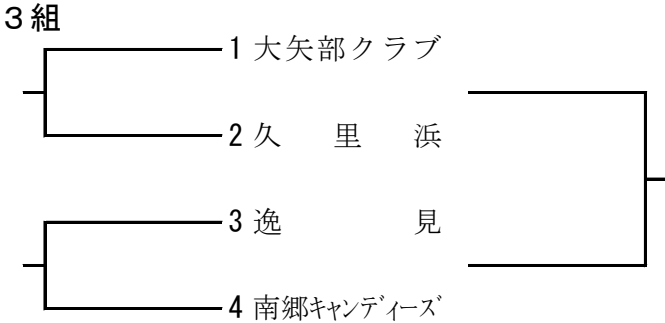 ３組
1 大矢部クラブ
2 久里浜
3 逸見
4 南郷キャンディーズ